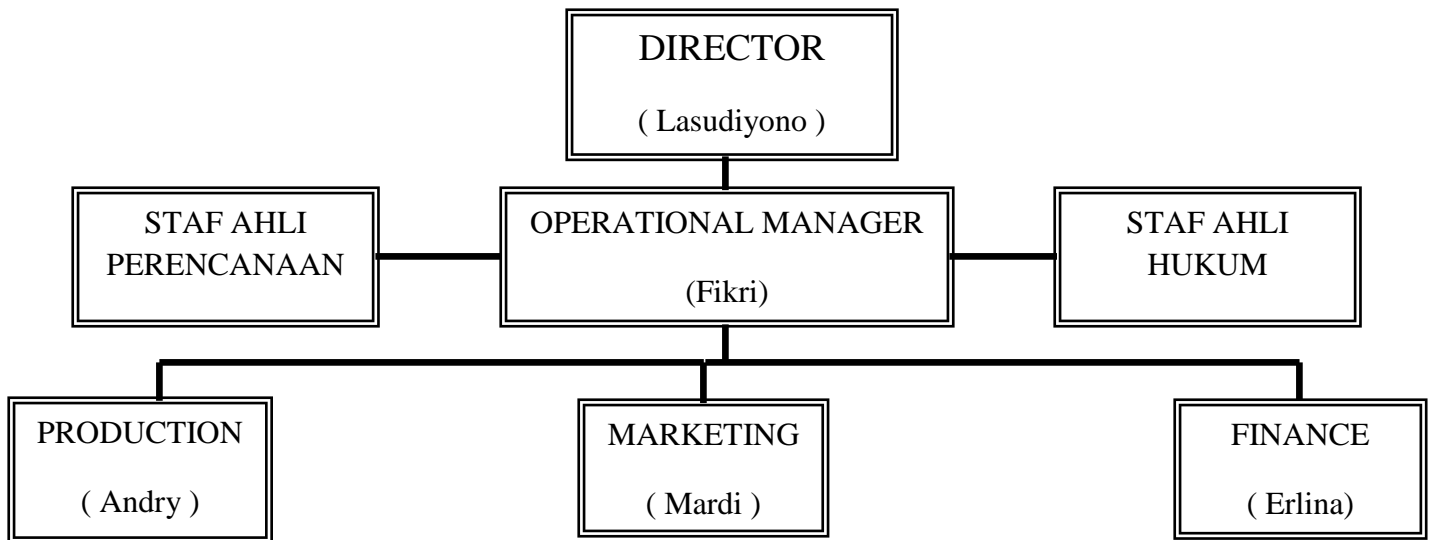 DIRECTOR
( Lasudiyono )
STAF AHLI
PERENCANAAN
OPERATIONAL MANAGER
(Fikri)
STAF AHLI
HUKUM
PRODUCTION
( Andry )
MARKETING
( Mardi )
FINANCE
( Erlina)